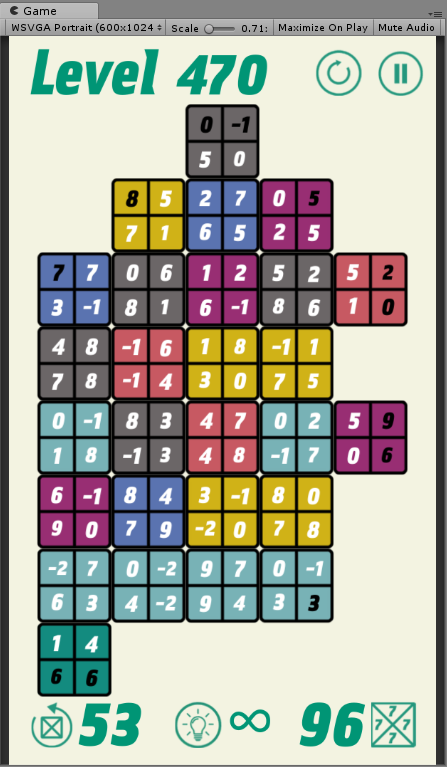 Game
WSVGA Portrait (600x1024 Scale 0.71: Maximize On Play Mute Audio
Level 470
0 -1
5 0
8 5 2 7 0 5
7 1 6 5 2 5
7 7 0 6 1 2 5 2 5 2
3 -1 8 1 6 -1 8 6 1 0
4 8 -1 6 1 8 -1 1
7 8 -1 4 3 0 7 5
0 -1 8 3 4 7 0 2 5 9
1 8 -1 3 4 8 -1 7 0 6
6 -1 8 4 3 -1 8 0
9 0 7 9 -2 0 7 8
-2 7 0 -2 9 7 0 -1
6 3 4 -2 9 4 3 3
1 4
6 6
53 ∞ 96 7 7 7 7